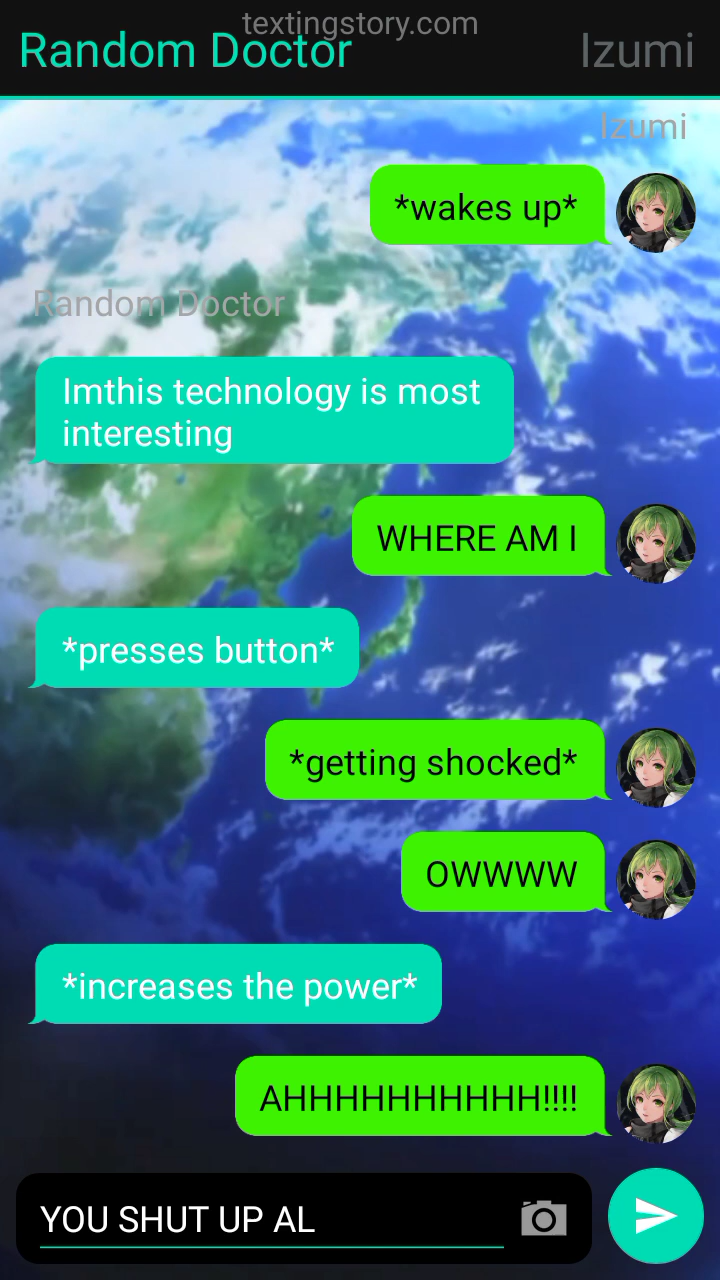 textingstory.com
Random Doctor
Izumi
Izumi
*wakes up*
Random Doctor
Imthis technology is most
interesting
WHERE AM I
*presses button*
*getting shocked*
OWWWW
*increases the power*
AHHHHHHHHHH!!!!
YOU SHUT UP AL